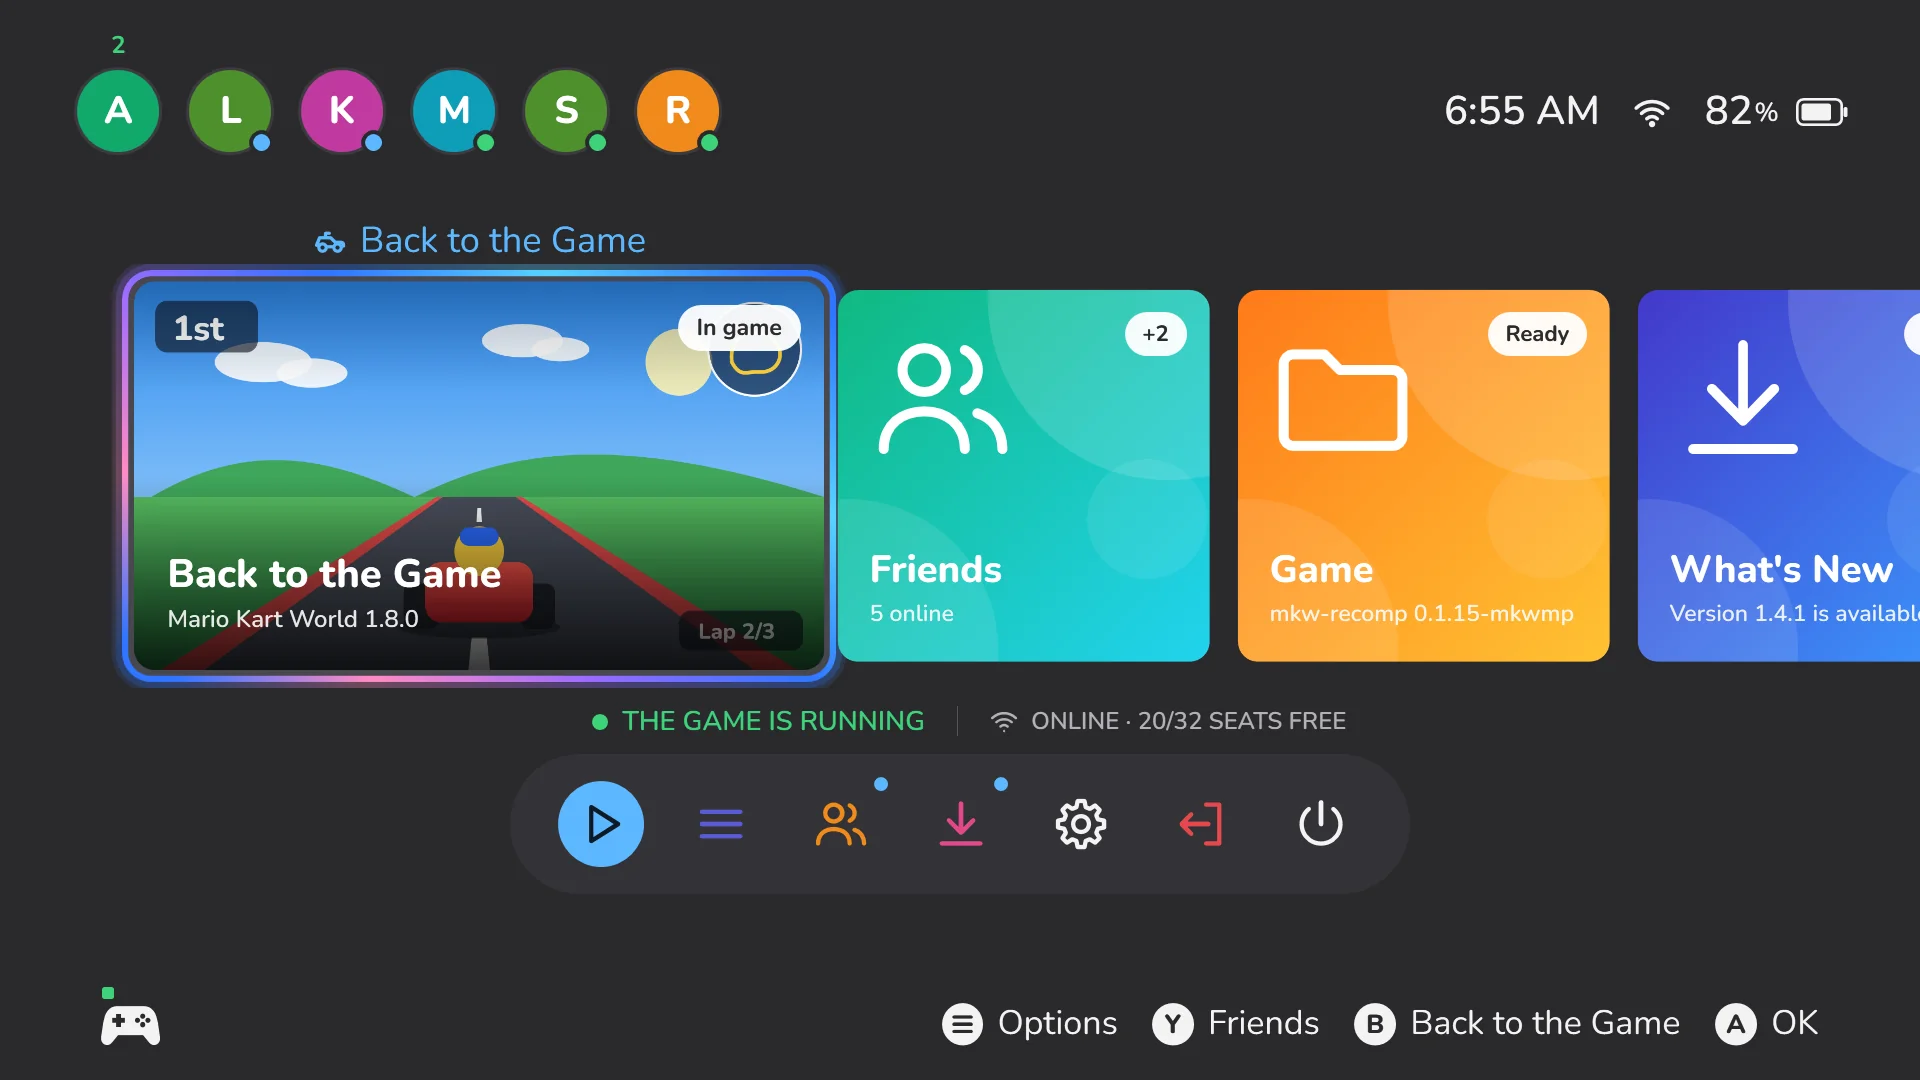 2
A L K M S R
6:55 AM 82%
Back to the Game
1st
In game
Back to the Game
Mario Kart World 1.8.0
Lap 2/3
+2
Friends
5 online
Ready
Game
mkw-recomp 0.1.15-mkwmp
What's New
Version 1.4.1 is available
THE GAME IS RUNNING
ONLINE · 20/32 SEATS FREE
Options
Y Friends
B Back to the Game
A OK